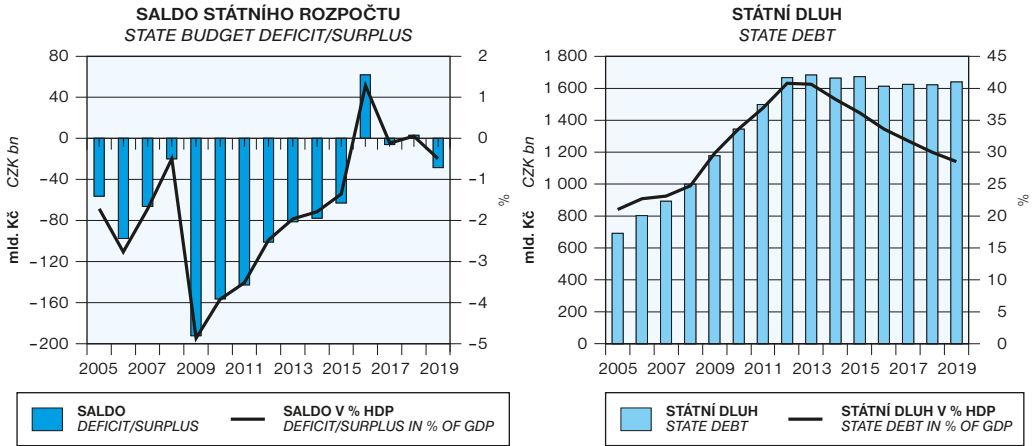 SALDO STÁTNÍHO ROZPOČTU
STATE BUDGET DEFICIT/SURPLUS
80
40
0
−40
−80
−120
−160
−200
mld. Kč CZK bn
2
1
0
−1
−2
−3
−4
−5
%
2005 2007 2009 2011 2013 2015 2017 2019
SALDO
DEFICIT/SURPLUS
SALDO V % HDP
DEFICIT/SURPLUS IN % OF GDP
STÁTNÍ DLUH
STATE DEBT
1 800
1 600
1 400
1 200
1 000
800
600
400
200
0
mld. Kč CZK bn
45
40
35
30
25
20
15
10
5
0
%
2005 2007 2009 2011 2013 2015 2017 2019
STÁTNÍ DLUH
STATE DEBT
STÁTNÍ DLUH V % HDP
STATE DEBT IN % OF GDP